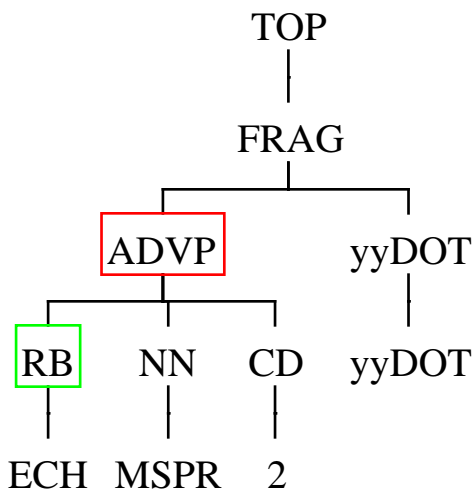 TOP
FRAG
ADVP yyDOT
RB NN CD yyDOT
ECH MSPR 2